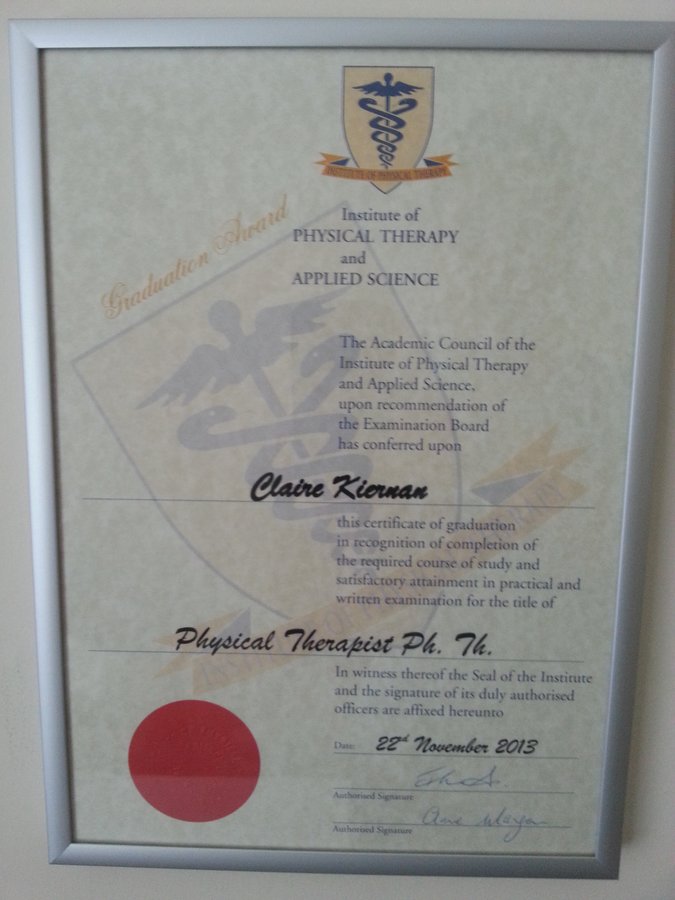 INSTITUTE OF PHYSICAL THERAPY
Institute of
PHYSICAL THERAPY
and
APPLIED SCIENCE
Graduation Award
The Academic Council of the
Institute of Physical Therapy
and Applied Science,
upon recommendation of
the Examination Board
has conferred upon
Claire Kiernan
this certificate of graduation
in recognition of completion of
the required course of study and
satisfactory attainment in practical and
written examination for the title of
Physical Therapist Ph. Th.
In witness thereof the Seal of the Institute
and the signature of its duly authorised
officers are affixed hereunto
Date: 22nd November 2013
Authorised Signature
Authorised Signature